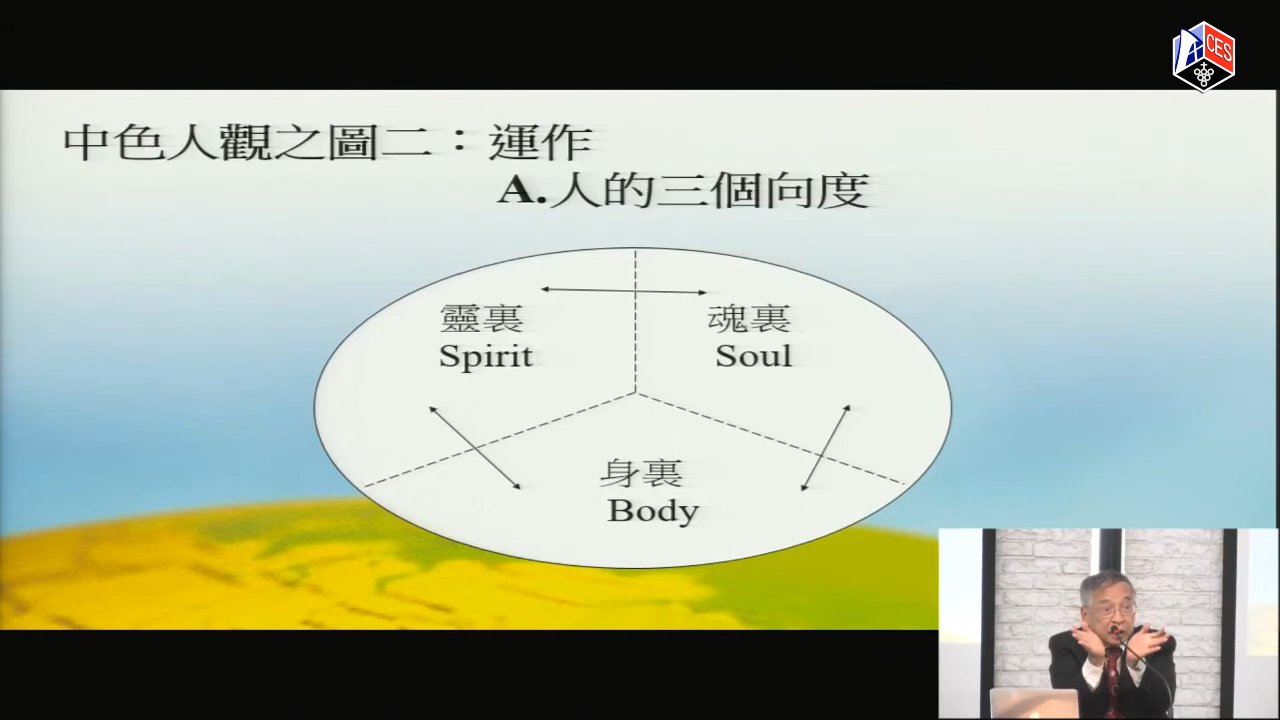 CES
中色人觀之圖二：運作
A.人的三個向度
靈裏
Spirit
魂裏
Soul
身裏
Body